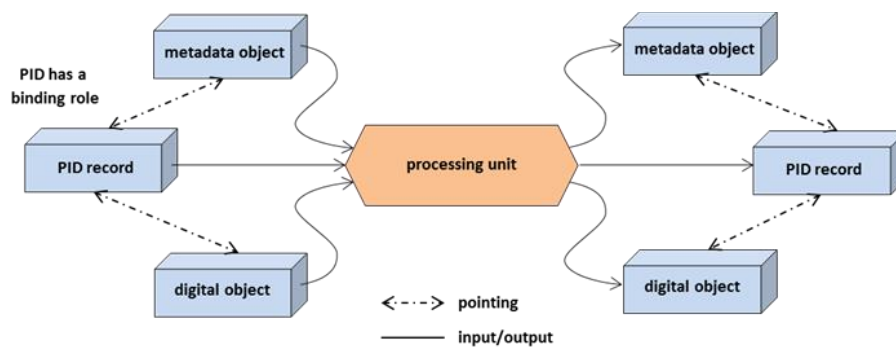 metadata object
metadata object
PID has a
binding role
PID record
processing unit
PID record
digital object
digital object
pointing
input/output